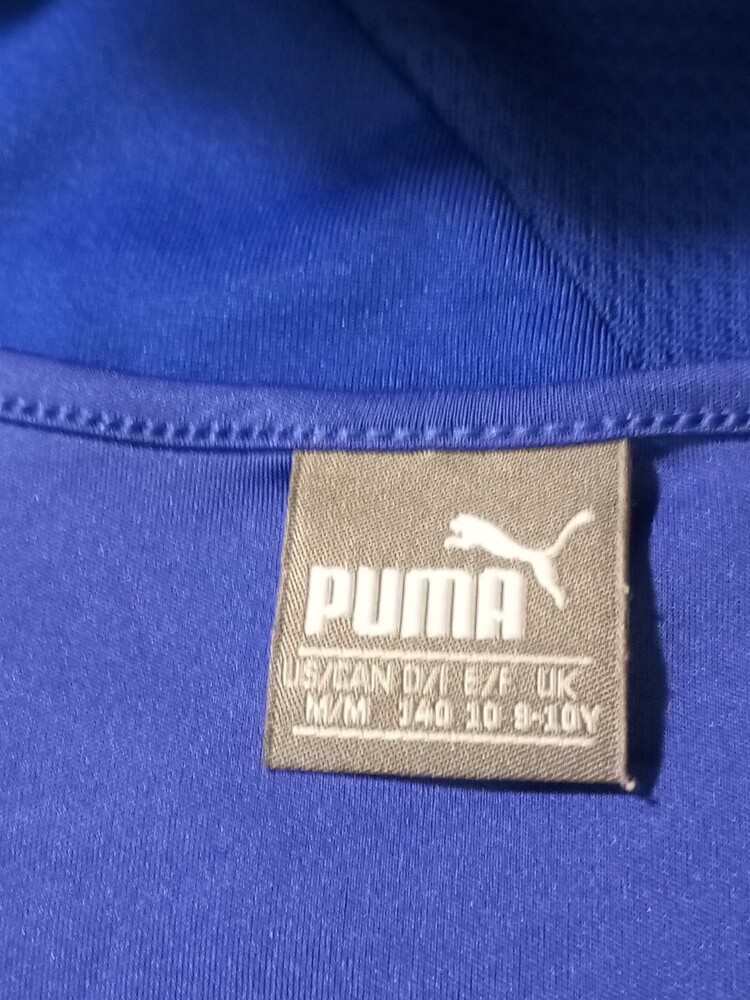 PUMA
US/CAN D/I E/F UK
M/M 140 10 9-10Y